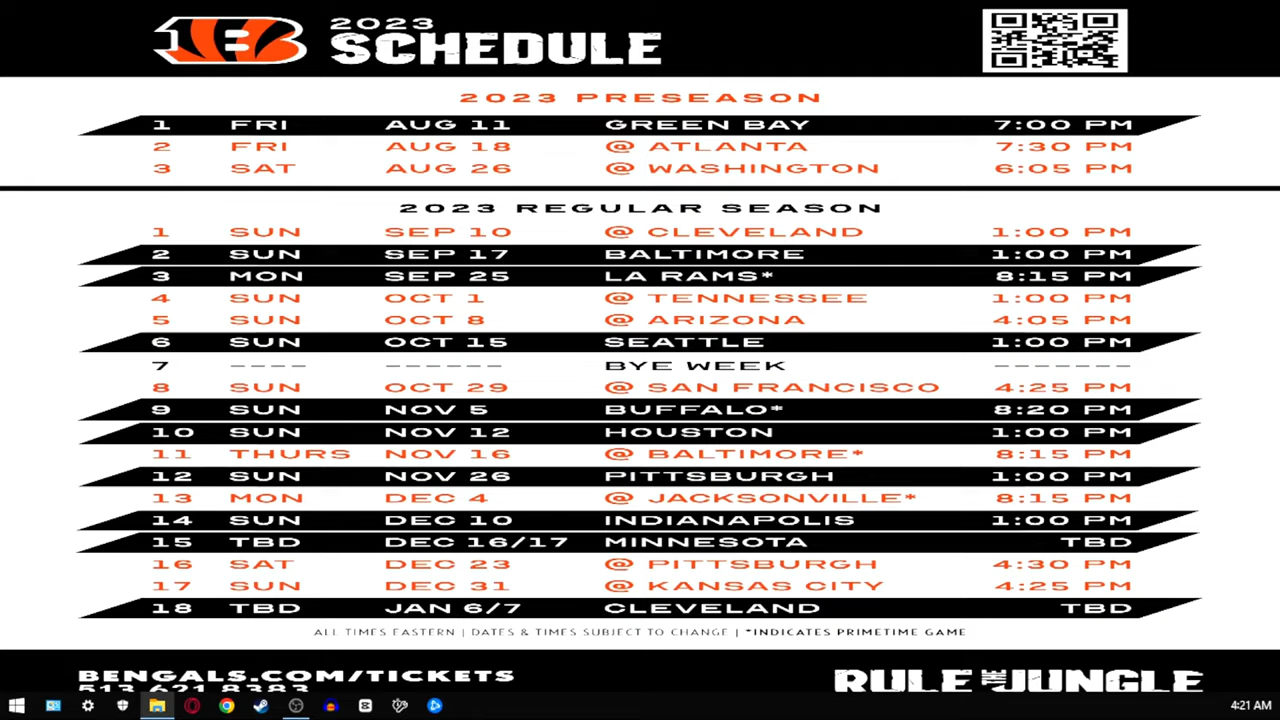 2023
SCHEDULE
2023 PRESEASON
1 FRI AUG 11 GREEN BAY 7:00 PM
2 FRI AUG 18 @ ATLANTA 7:30 PM
3 SAT AUG 26 @ WASHINGTON 6:05 PM
2023 REGULAR SEASON
1 SUN SEP 10 @ CLEVELAND 1:00 PM
2 SUN SEP 17 BALTIMORE 1:00 PM
3 MON SEP 25 LA RAMS* 8:15 PM
4 SUN OCT 1 @ TENNESSEE 1:00 PM
5 SUN OCT 8 @ ARIZONA 4:05 PM
6 SUN OCT 15 SEATTLE 1:00 PM
7 ---- ------ BYE WEEK -------
8 SUN OCT 29 @ SAN FRANCISCO 4:25 PM
9 SUN NOV 5 BUFFALO* 8:20 PM
10 SUN NOV 12 HOUSTON 1:00 PM
11 THURS NOV 16 @ BALTIMORE* 8:15 PM
12 SUN NOV 26 PITTSBURGH 1:00 PM
13 MON DEC 4 @ JACKSONVILLE* 8:15 PM
14 SUN DEC 10 INDIANAPOLIS 1:00 PM
15 TBD DEC 16/17 MINNESOTA TBD
16 SAT DEC 23 @ PITTSBURGH 4:30 PM
17 SUN DEC 31 @ KANSAS CITY 4:25 PM
18 TBD JAN 6/7 CLEVELAND TBD
ALL TIMES EASTERN | DATES & TIMES SUBJECT TO CHANGE | *INDICATES PRIMETIME GAME
BENGALS.COM/TICKETS
513.621.8383
RULE THE JUNGLE
4:21 AM